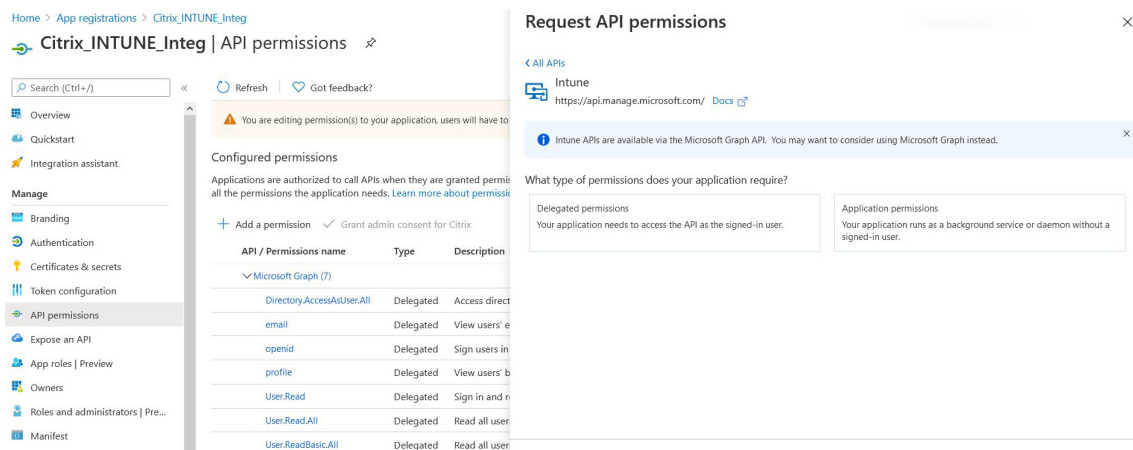 Home > App registrations > Citrix_INTUNE_Integ
Citrix_INTUNE_Integ | API permissions
Search (Ctrl+/)
«
Overview
Quickstart
Integration assistant
Manage
Branding
Authentication
Certificates & secrets
Token configuration
API permissions
Expose an API
App roles | Preview
Owners
Roles and administrators | Pre...
Manifest
Refresh
Got feedback?
You are editing permission(s) to your application, users will have to
Configured permissions
Applications are authorized to call APIs when they are granted permis
all the permissions the application needs. Learn more about permissio
+ Add a permission ✓ Grant admin consent for Citrix
API / Permissions name Type Description
Microsoft Graph (7)
Directory.AccessAsUser.All Delegated Access direct
email Delegated View users' e
openid Delegated Sign users in
profile Delegated View users' b
User.Read Delegated Sign in and r
User.Read.All Delegated Read all user
User.ReadBasic.All Delegated Read all user
Request API permissions
All APIs
Intune
https://api.manage.microsoft.com/ Docs
Intune APIs are available via the Microsoft Graph API. You may want to consider using Microsoft Graph instead.
What type of permissions does your application require?
Delegated permissions
Your application needs to access the API as the signed-in user.
Application permissions
Your application runs as a background service or daemon without a
signed-in user.